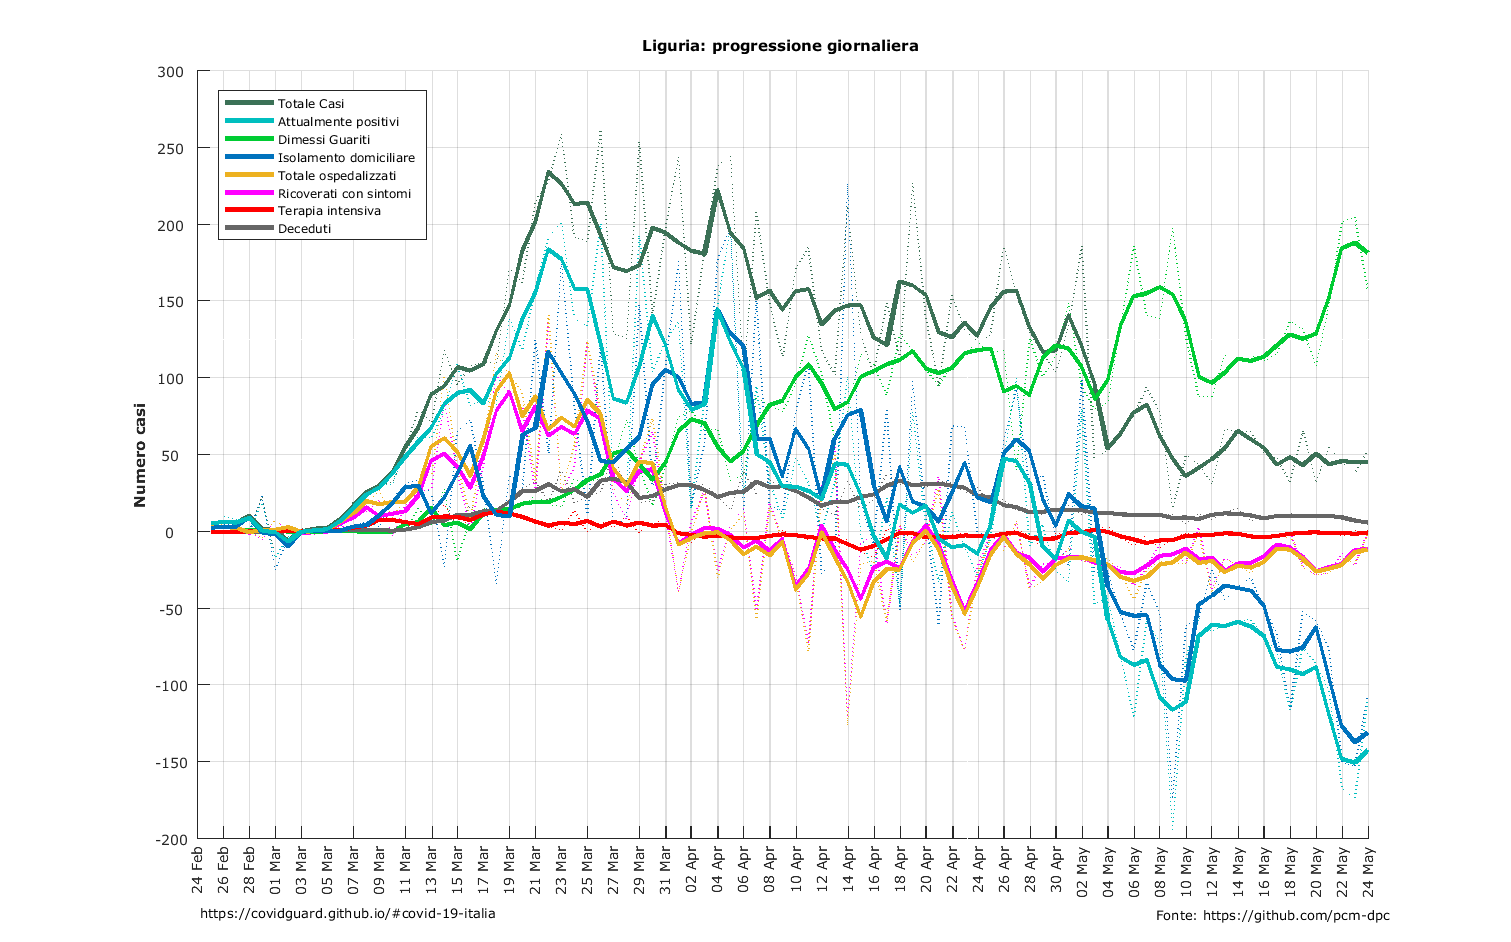 Liguria: progressione giornaliera
300
250
200
150
100
50
0
-50
-100
-150
-200
Numero casi
Totale Casi
Attualmente positivi
Dimessi Guariti
Isolamento domiciliare
Totale ospedalizzati
Ricoverati con sintomi
Terapia intensiva
Deceduti
24 Feb
26 Feb
28 Feb
01 Mar
03 Mar
05 Mar
07 Mar
09 Mar
11 Mar
13 Mar
15 Mar
17 Mar
19 Mar
21 Mar
23 Mar
25 Mar
27 Mar
29 Mar
31 Mar
02 Apr
04 Apr
06 Apr
08 Apr
10 Apr
12 Apr
14 Apr
16 Apr
18 Apr
20 Apr
22 Apr
24 Apr
26 Apr
28 Apr
30 Apr
02 May
04 May
06 May
08 May
10 May
12 May
14 May
16 May
18 May
20 May
22 May
24 May
https://covidguard.github.io/#covid-19-italia
Fonte: https://github.com/pcm-dpc